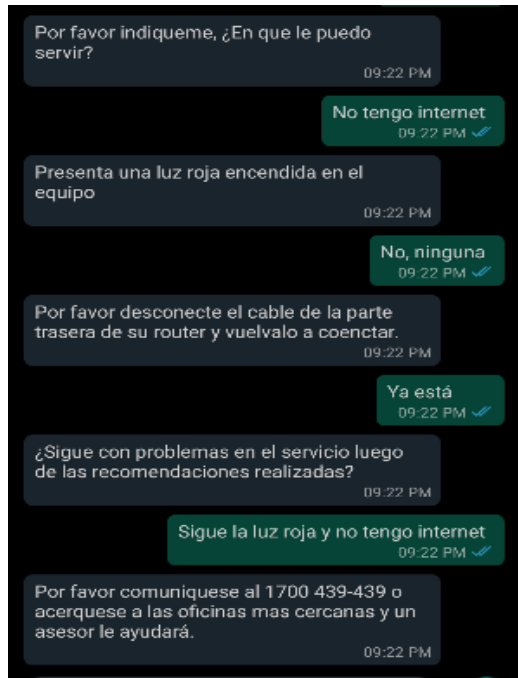 Por favor indiqueme, ¿En que le puedo
servir?
09:22 PM
No tengo internet
09:22 PM
Presenta una luz roja encendida en el
equipo
09:22 PM
No, ninguna
09:22 PM
Por favor desconecte el cable de la parte
trasera de su router y vuelvalo a coenctar.
09:22 PM
Ya está
09:22 PM
¿Sigue con problemas en el servicio luego
de las recomendaciones realizadas?
09:22 PM
Sigue la luz roja y no tengo internet
09:22 PM
Por favor comuniquese al 1700 439-439 o
acerquese a las oficinas mas cercanas y un
asesor le ayudará.
09:22 PM